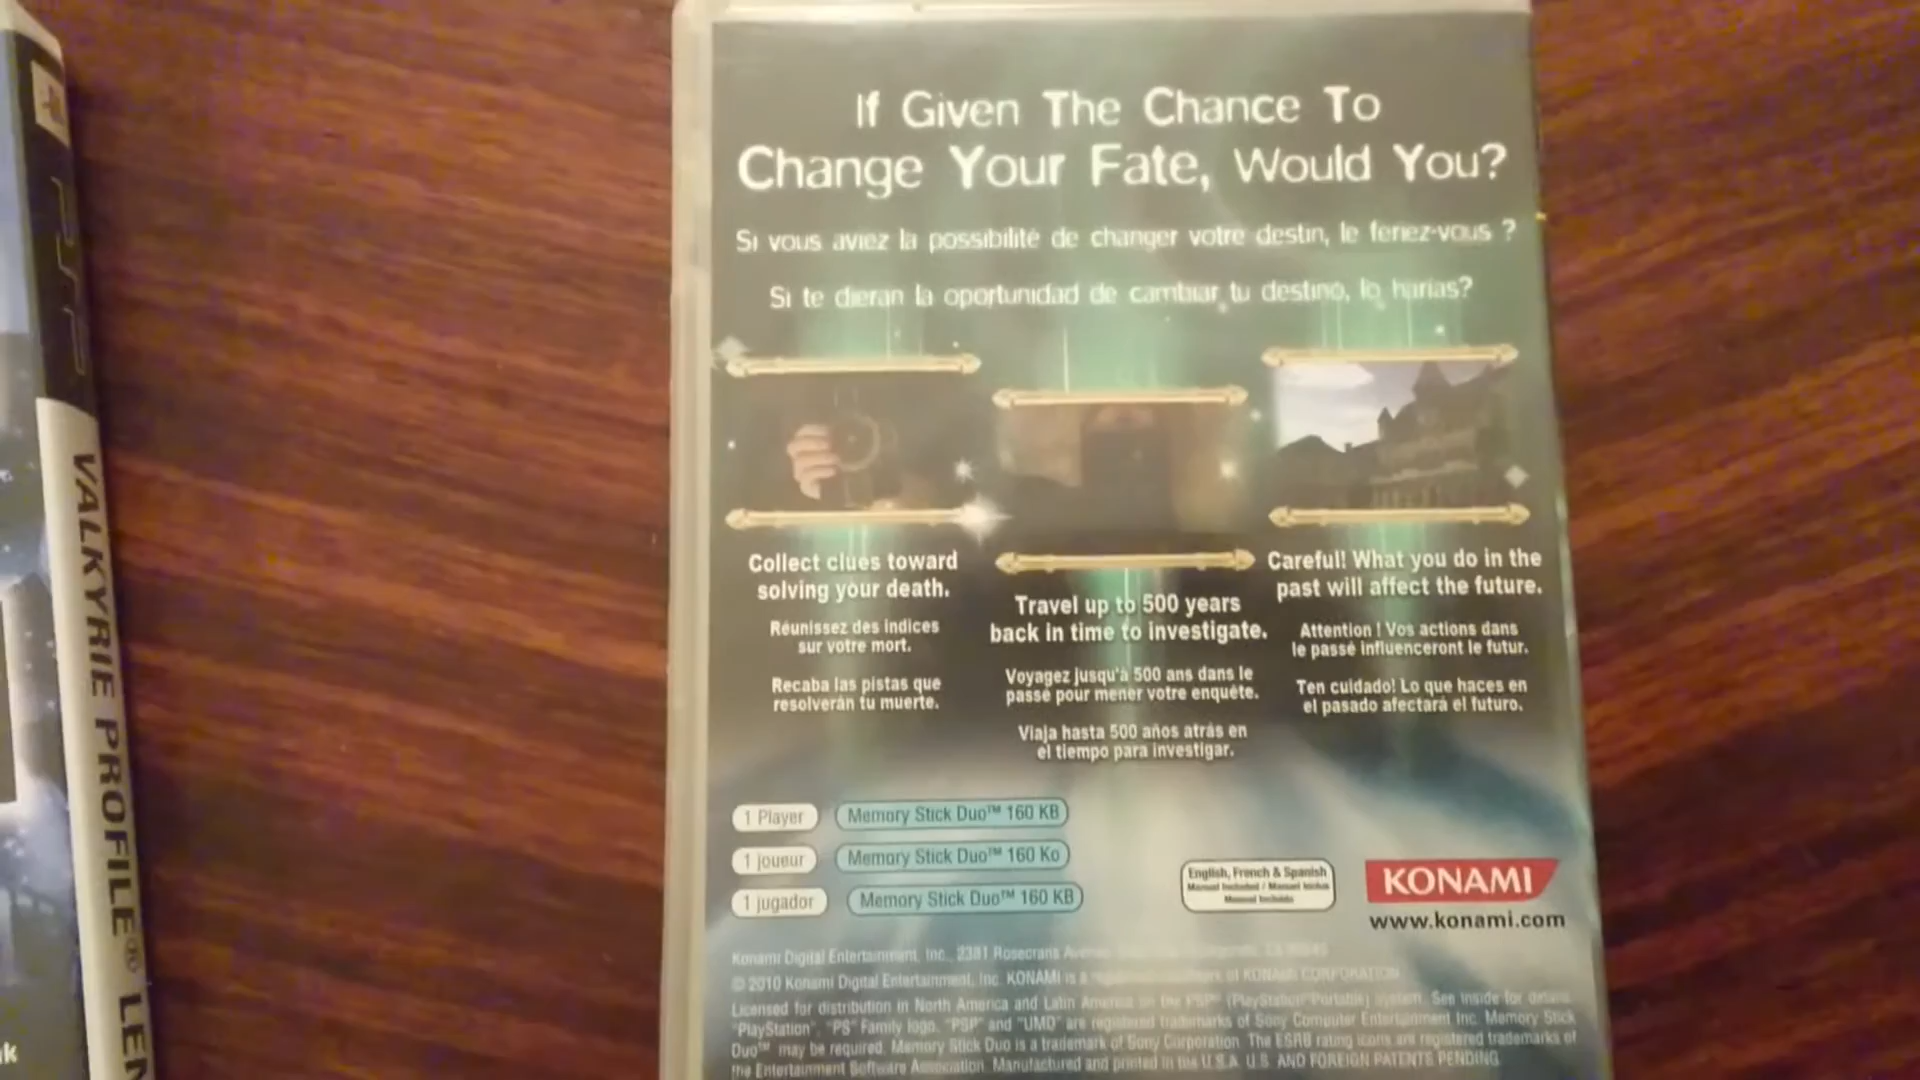 PSP
VALKYRIE PROFILE® LEN
If Given The Chance To
Change Your Fate, Would You?
Si vous aviez la possibilité de changer votre destin, le feriez-vous ?
Si te dieran la oportunidad de cambiar tu destino, lo harías?
Collect clues toward
solving your death.
Réunissez des indices
sur votre mort.
Recaba las pistas que
resolverán tu muerte.
Travel up to 500 years
back in time to investigate.
Voyagez jusqu'à 500 ans dans le
passé pour mener votre enquête.
Viaja hasta 500 años atrás en
el tiempo para investigar.
Careful! What you do in the
past will affect the future.
Attention ! Vos actions dans
le passé influenceront le futur.
Ten cuidado! Lo que haces en
el pasado afectará el futuro.
1 Player Memory Stick Duo™ 160 KB
1 joueur Memory Stick Duo™ 160 Ko
1 jugador Memory Stick Duo™ 160 KB
English, French & Spanish
Manual Included / Manuel Inclus
Manual Incluido
KONAMI
www.konami.com
Konami Digital Entertainment, Inc., 2381 Rosecrans Avenue
© 2010 Konami Digital Entertainment, Inc. KONAMI is a registered trademark of KONAMI CORPORATION.
Licensed for distribution in North America and Latin America on the PSP® (PlayStation®Portable) system. See inside for details.
"PlayStation", "PS" Family logo, "PSP" and "UMD" are registered trademarks of Sony Computer Entertainment Inc. Memory Stick
Duo™ may be required. Memory Stick Duo is a trademark of Sony Corporation. The ESRB rating icons are registered trademarks of
the Entertainment Software Association. Manufactured and printed in the U.S.A. U.S. AND FOREIGN PATENTS PENDING.